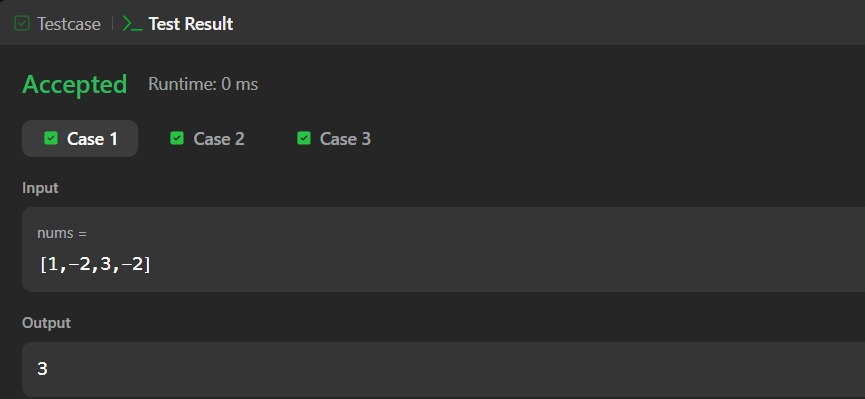 Testcase Test Result
Accepted Runtime: 0 ms
Case 1 Case 2 Case 3
Input
nums =
[1,-2,3,-2]
Output
3